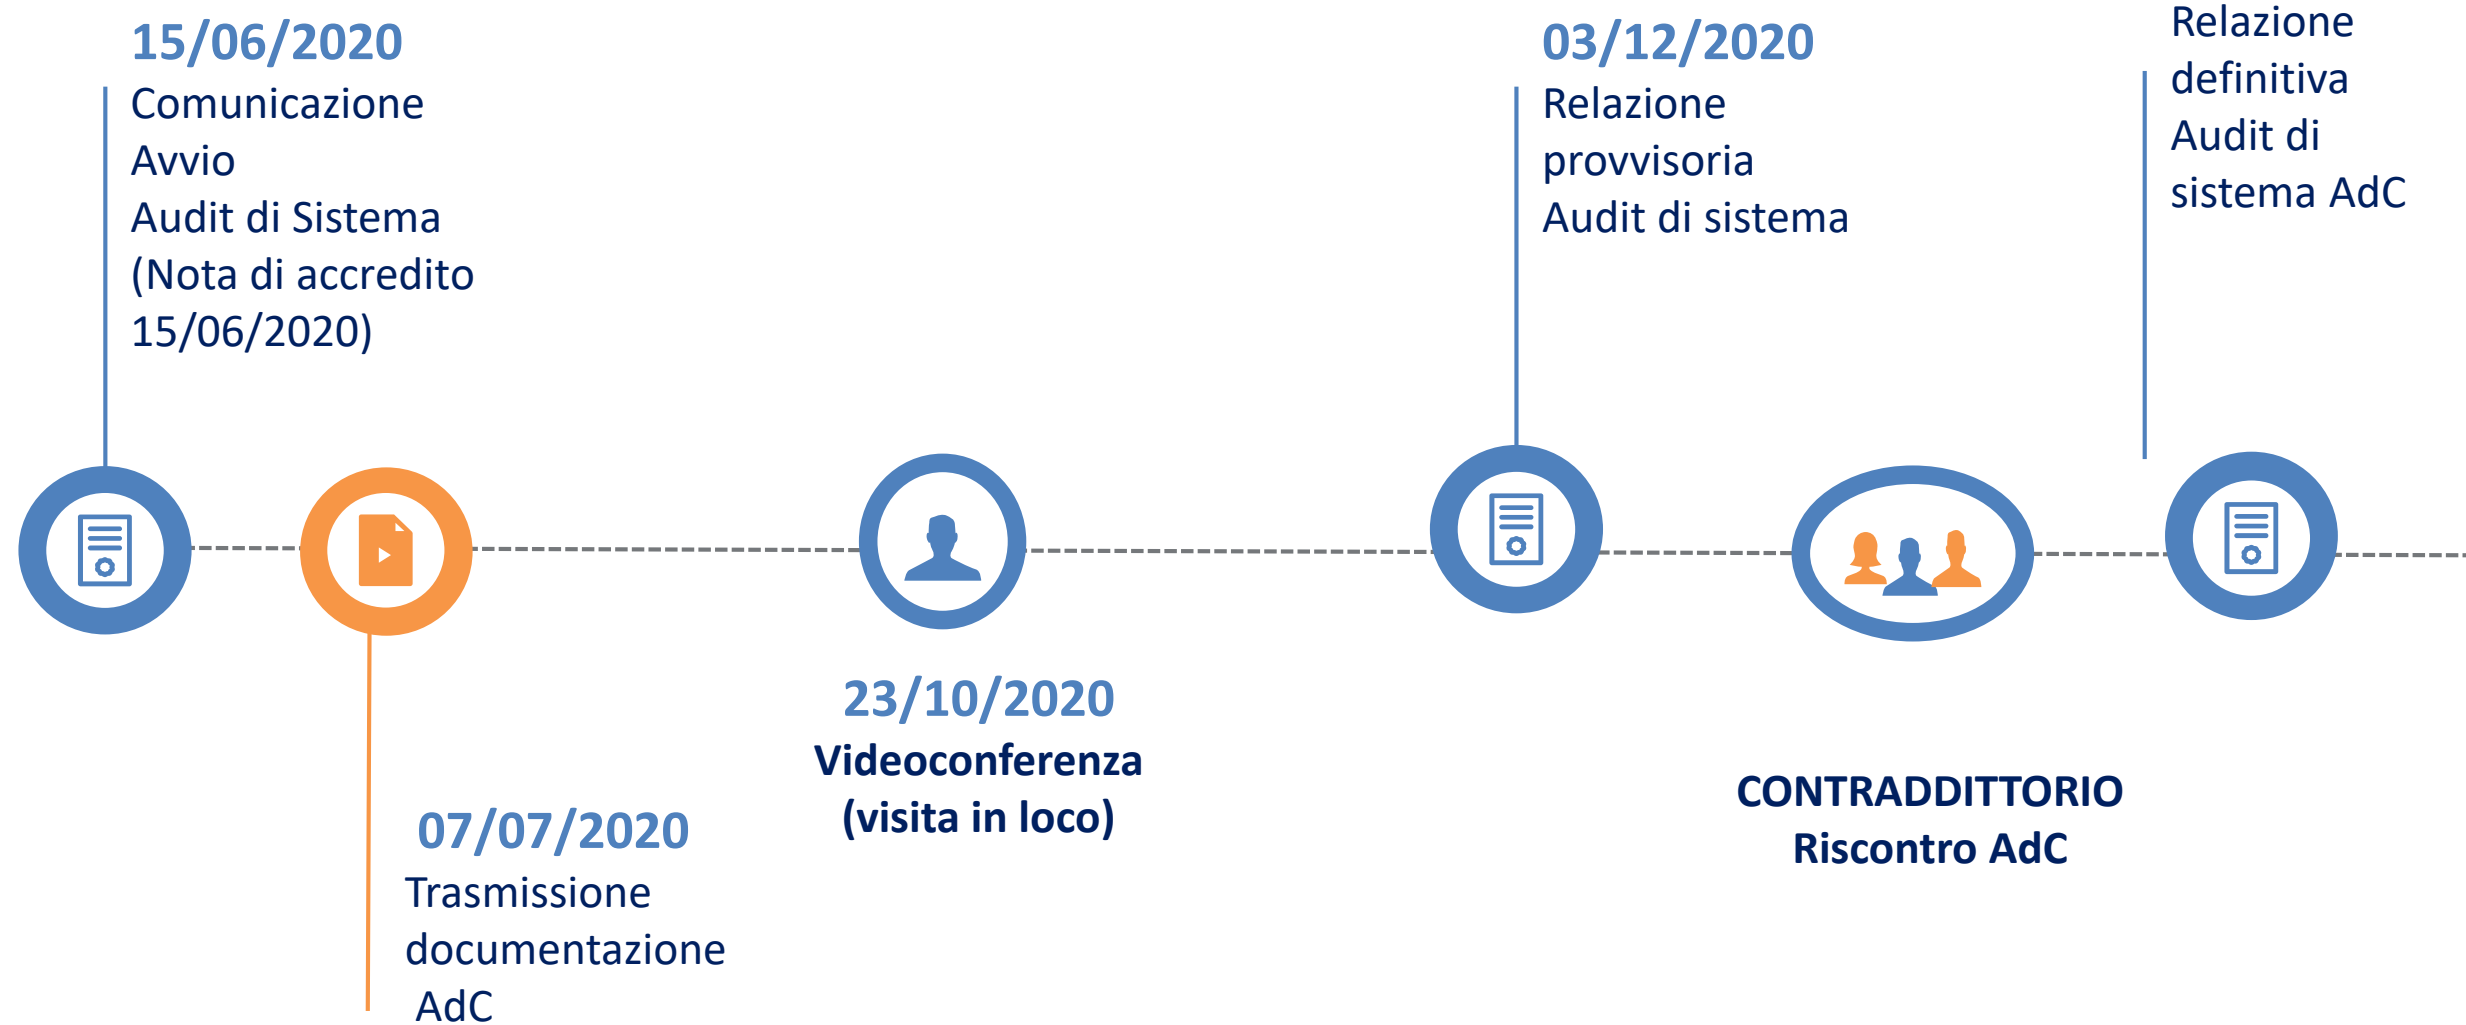 15/06/2020
Comunicazione
Avvio
Audit di Sistema
(Nota di accredito
15/06/2020)
07/07/2020
Trasmissione
documentazione
AdC
23/10/2020
Videoconferenza
(visita in loco)
03/12/2020
Relazione
provvisoria
Audit di sistema
CONTRADDITTORIO
Riscontro AdC
Relazione
definitiva
Audit di
sistema AdC